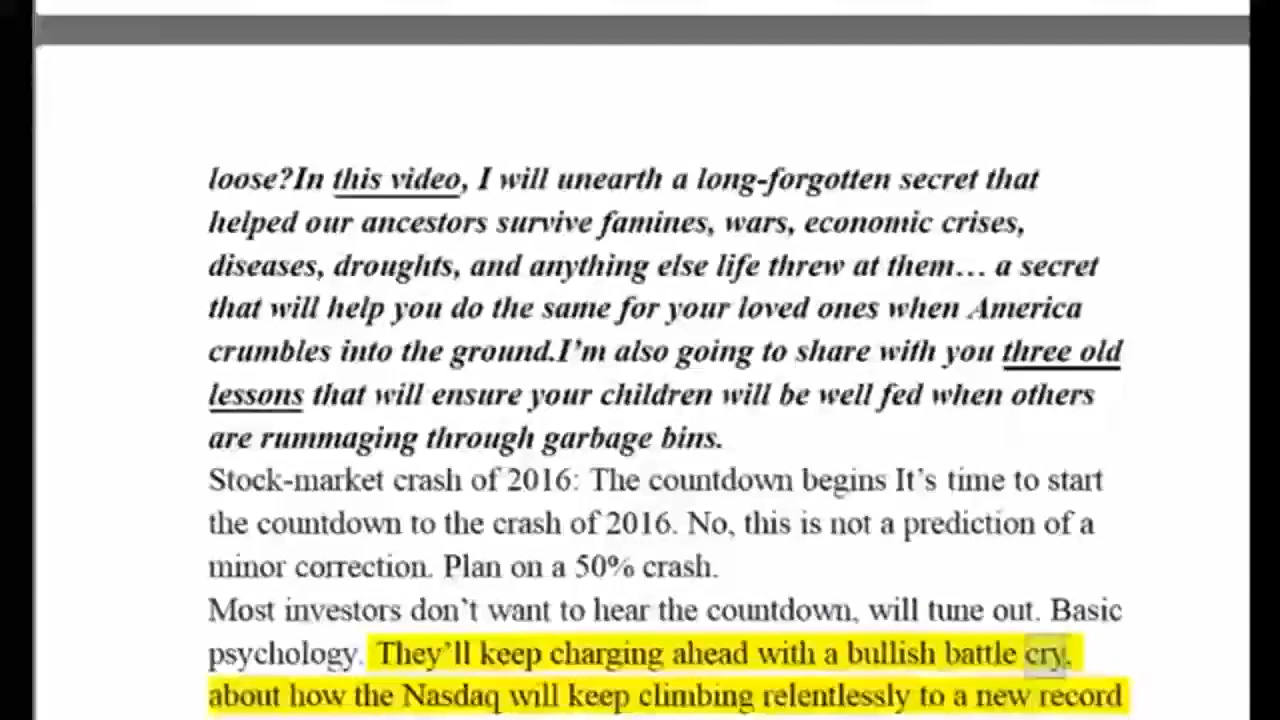 loose?In this video, I will unearth a long-forgotten secret that
helped our ancestors survive famines, wars, economic crises,
diseases, droughts, and anything else life threw at them… a secret
that will help you do the same for your loved ones when America
crumbles into the ground.I’m also going to share with you three old
lessons that will ensure your children will be well fed when others
are rummaging through garbage bins.
Stock-market crash of 2016: The countdown begins It’s time to start
the countdown to the crash of 2016. No, this is not a prediction of a
minor correction. Plan on a 50% crash.
Most investors don’t want to hear the countdown, will tune out. Basic
psychology. They’ll keep charging ahead with a bullish battle cry,
about how the Nasdaq will keep climbing relentlessly to a new record